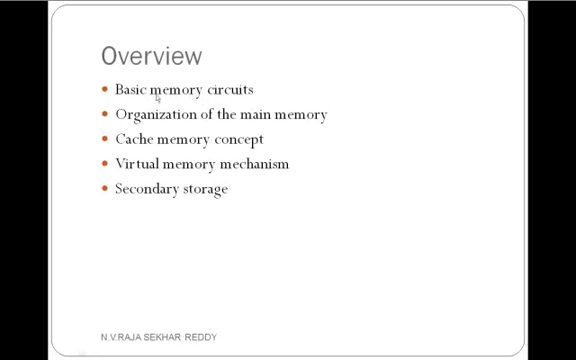 Overview
Basic memory circuits
Organization of the main memory
Cache memory concept
Virtual memory mechanism
Secondary storage
N.V.RAJA SEKHAR REDDY